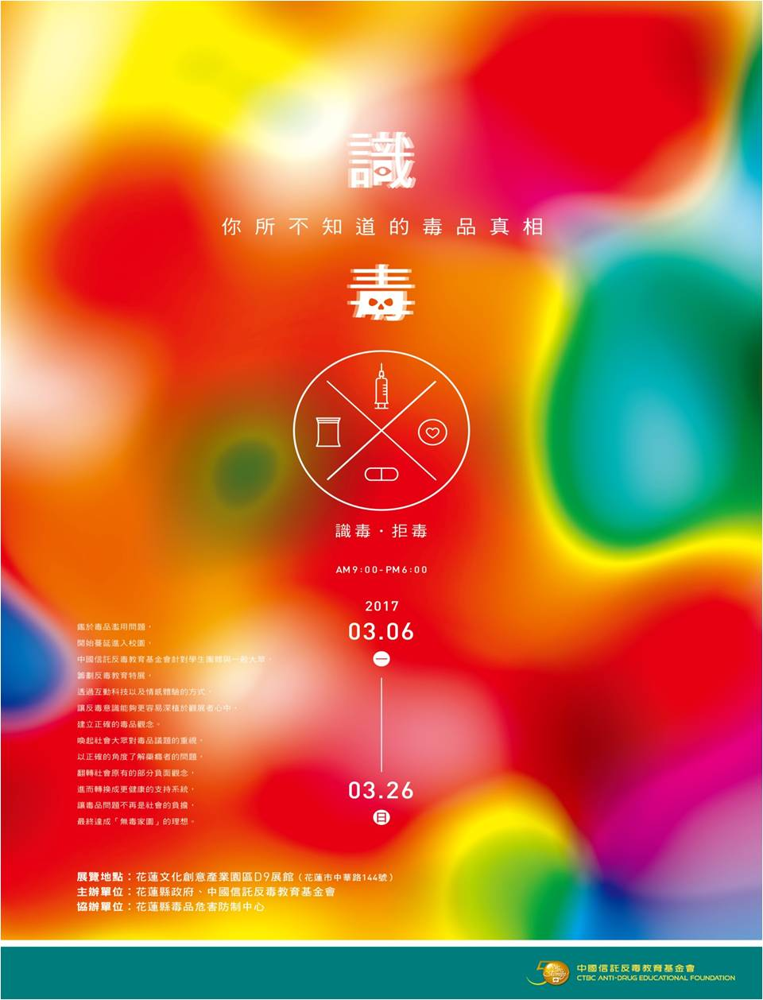 識
你所不知道的毒品真相
毒
識毒·拒毒
AM9:00-PM6:00
2017
03.06
一
03.26
日
鑑於毒品濫用問題，
開始蔓延進入校園，
中國信託反毒教育基金會針對學生團體與一般大眾，
籌劃反毒教育特展，
透過互動科技以及情感體驗的方式，
讓反毒意識能夠更容易深植於觀展者心中，
建立正確的毒品觀念。
喚起社會大眾對毒品議題的重視，
以正確的角度了解藥癮者的問題，
翻轉社會原有的部分負面觀念，
進而轉換成更健康的支持系統，
讓毒品問題不再是社會的負擔，
最終達成「無毒家園」的理想。
展覽地點：花蓮文化創意產業園區D9展館（花蓮市中華路144號）
主辦單位：花蓮縣政府、中國信託反毒教育基金會
協辦單位：花蓮縣毒品危害防制中心
中國信託反毒教育基金會
CTBC ANTI-DRUG EDUCATIONAL FOUNDATION